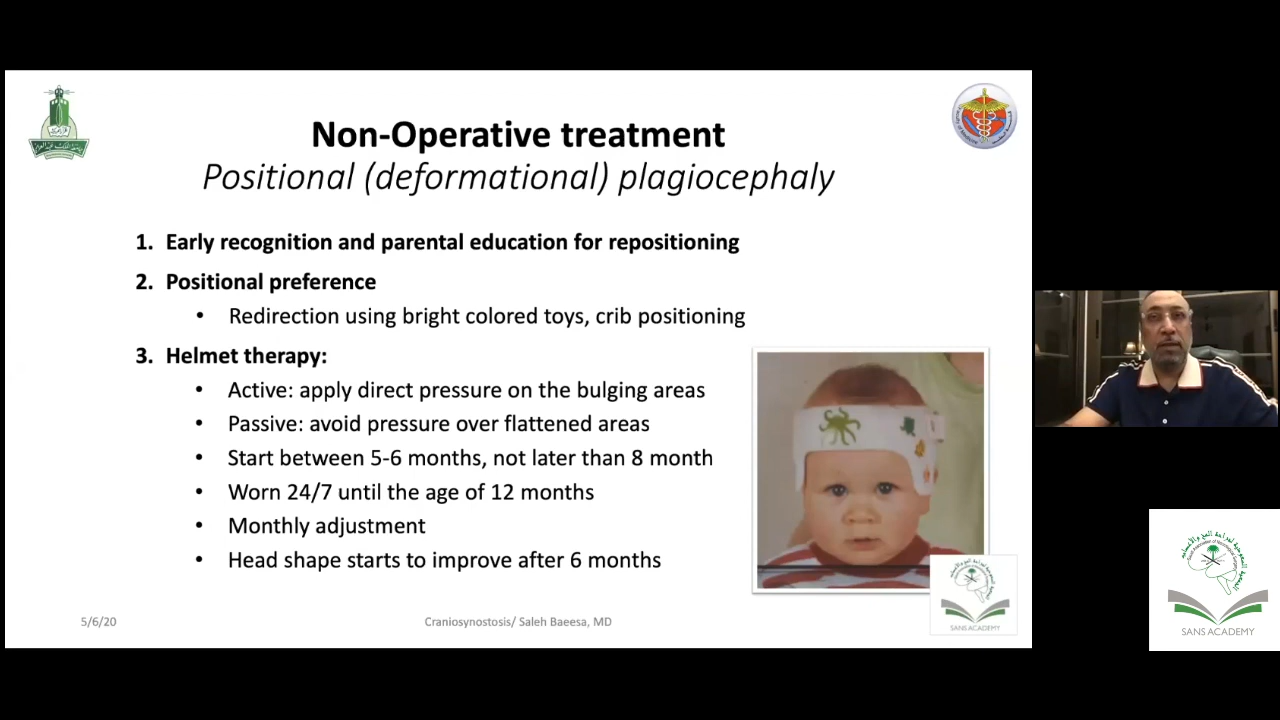 Non-Operative treatment
Positional (deformational) plagiocephaly
1. Early recognition and parental education for repositioning
2. Positional preference
• Redirection using bright colored toys, crib positioning
3. Helmet therapy:
• Active: apply direct pressure on the bulging areas
• Passive: avoid pressure over flattened areas
• Start between 5-6 months, not later than 8 month
• Worn 24/7 until the age of 12 months
• Monthly adjustment
• Head shape starts to improve after 6 months
5/6/20
Craniosynostosis/ Saleh Baeesa, MD
SANS ACADEMY
SANS ACADEMY